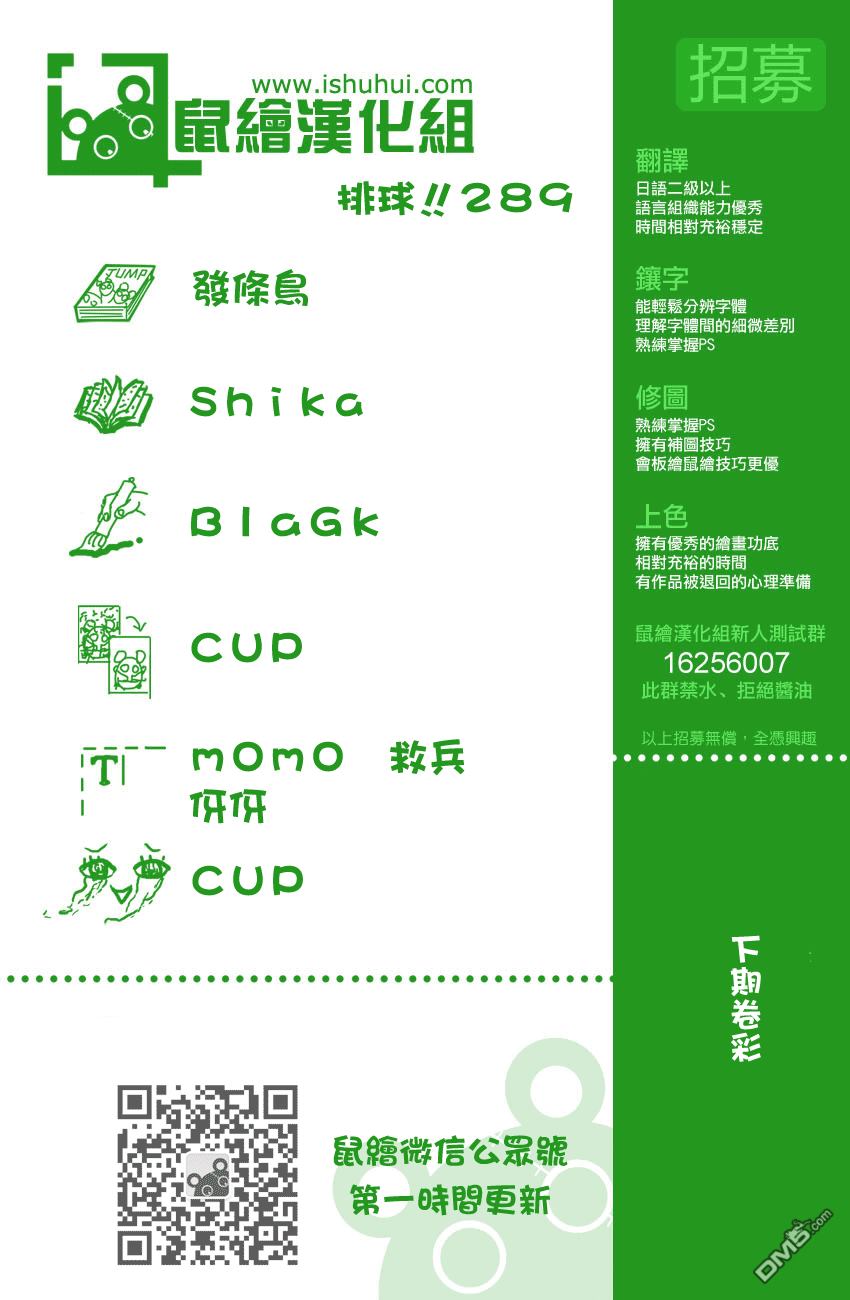 www.ishuhui.com
鼠繪漢化組
排球!!289
JUMP
發條鳥
Shika
BlaGk
CUP
T
mOmO 救兵
伢伢
CUP
鼠繪微信公眾號
第一時間更新
招募
翻譯
日語二級以上
語言組織能力優秀
時間相對充裕穩定
鑲字
能輕鬆分辨字體
理解字體間的細微差別
熟練掌握PS
修圖
熟練掌握PS
擁有補圖技巧
會板繪鼠繪技巧更優
上色
擁有優秀的繪畫功底
相對充裕的時間
有作品被退回的心理準備
鼠繪漢化組新人測試群
16256007
此群禁水、拒絕醬油
以上招募無償，全憑興趣
下期卷彩
DM5.com